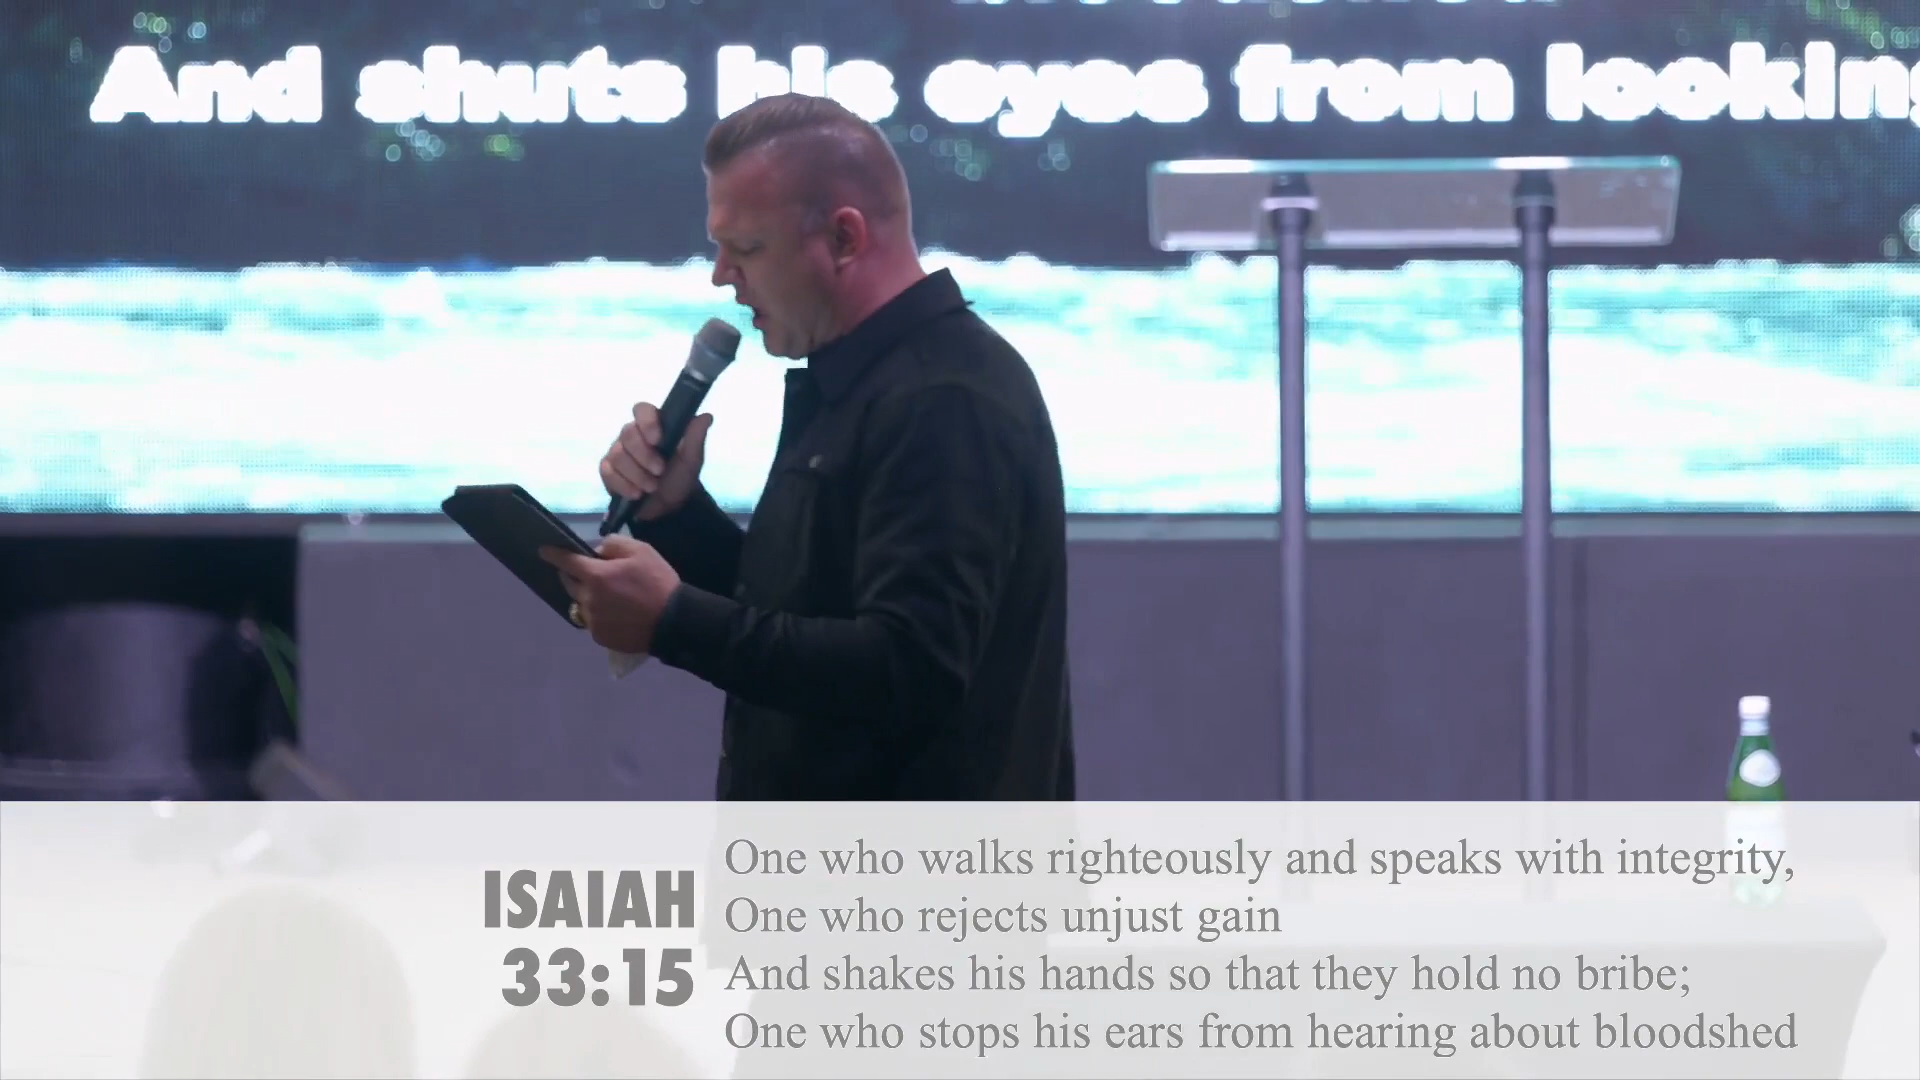 And shuts his eyes from looking
ISAIAH
33:15
One who walks righteously and speaks with integrity,
One who rejects unjust gain
And shakes his hands so that they hold no bribe;
One who stops his ears from hearing about bloodshed